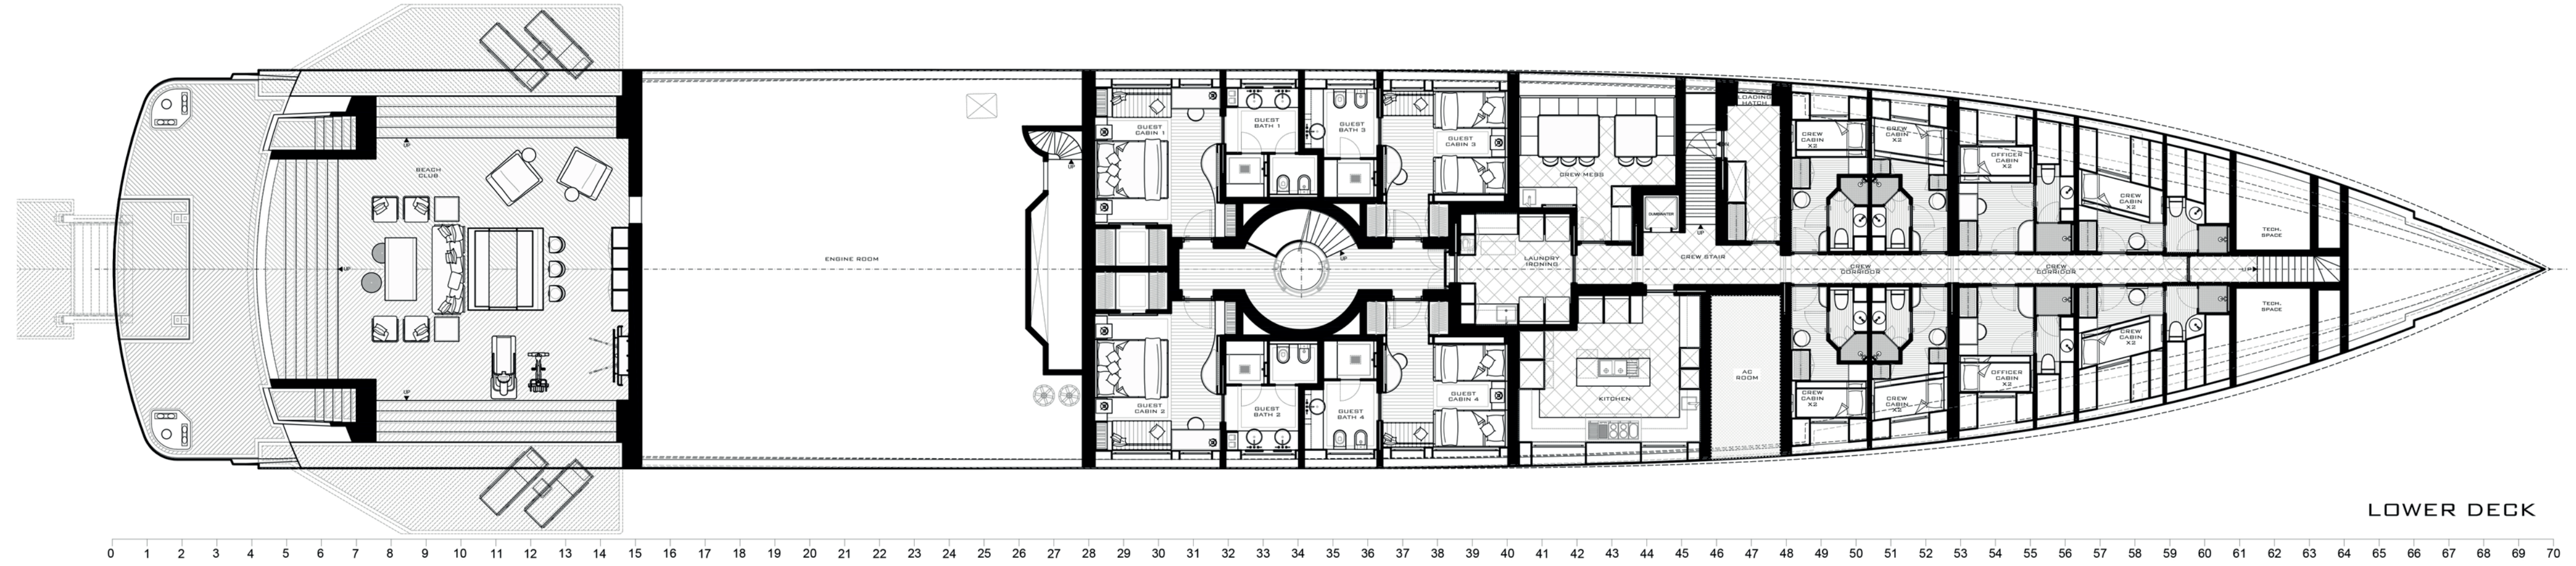 LOADING
HATCH
GUEST
CABIN 1
GUEST
BATH 1
GUEST
BATH 3
GUEST
CABIN 3
CREW
CABIN
X2
CREW
CABIN
X2
OFFICER
CABIN
X2
CREW
CABIN
X2
UP
UP
BEACH
CLUB
CREW MESS
DN
DUMBWAITER
UP
TECH.
SPACE
UP
ENGINE ROOM
UP
LAUNDRY
IRONING
CREW STAIR
CREW
CORRIDOR
CREW
CORRIDOR
UP
TECH.
SPACE
UP
GUEST
CABIN 2
GUEST
BATH 2
GUEST
BATH 4
GUEST
CABIN 4
KITCHEN
AC
ROOM
CREW
CABIN
X2
CREW
CABIN
X2
OFFICER
CABIN
X2
CREW
CABIN
X2
LOWER DECK
0 1 2 3 4 5 6 7 8 9 10 11 12 13 14 15 16 17 18 19 20 21 22 23 24 25 26 27 28 29 30 31 32 33 34 35 36 37 38 39 40 41 42 43 44 45 46 47 48 49 50 51 52 53 54 55 56 57 58 59 60 61 62 63 64 65 66 67 68 69 70